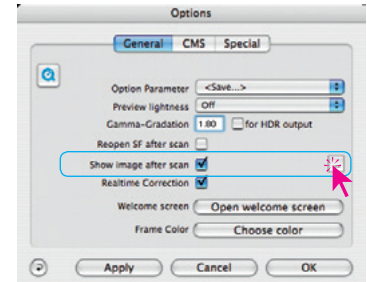 Options
General CMS Special
Option Parameter <Save...>
Preview lightness Off
Gamma-Gradation 1.00 for HDR output
Reopen SF after scan
Show image after scan
Realtime Correction
Welcome screen Open welcome screen
Frame Color Choose color
Apply Cancel OK